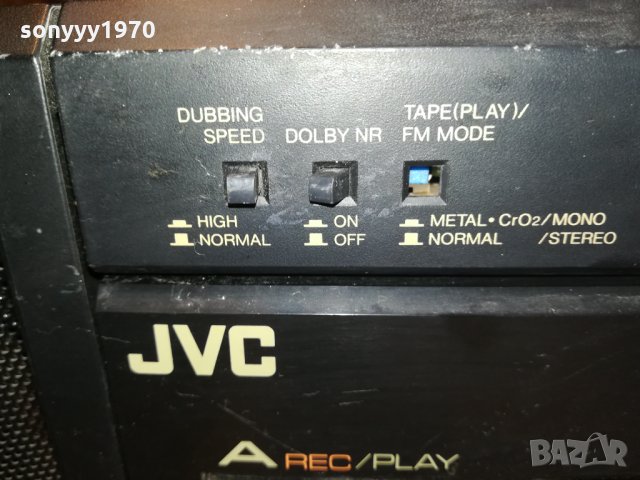 sonyyy1970
DUBBING SPEED
DOLBY NR
TAPE(PLAY)/
FM MODE
HIGH
NORMAL
ON
OFF
METAL•CrO2/MONO
NORMAL /STEREO
JVC
A REC/PLAY
BAZAR